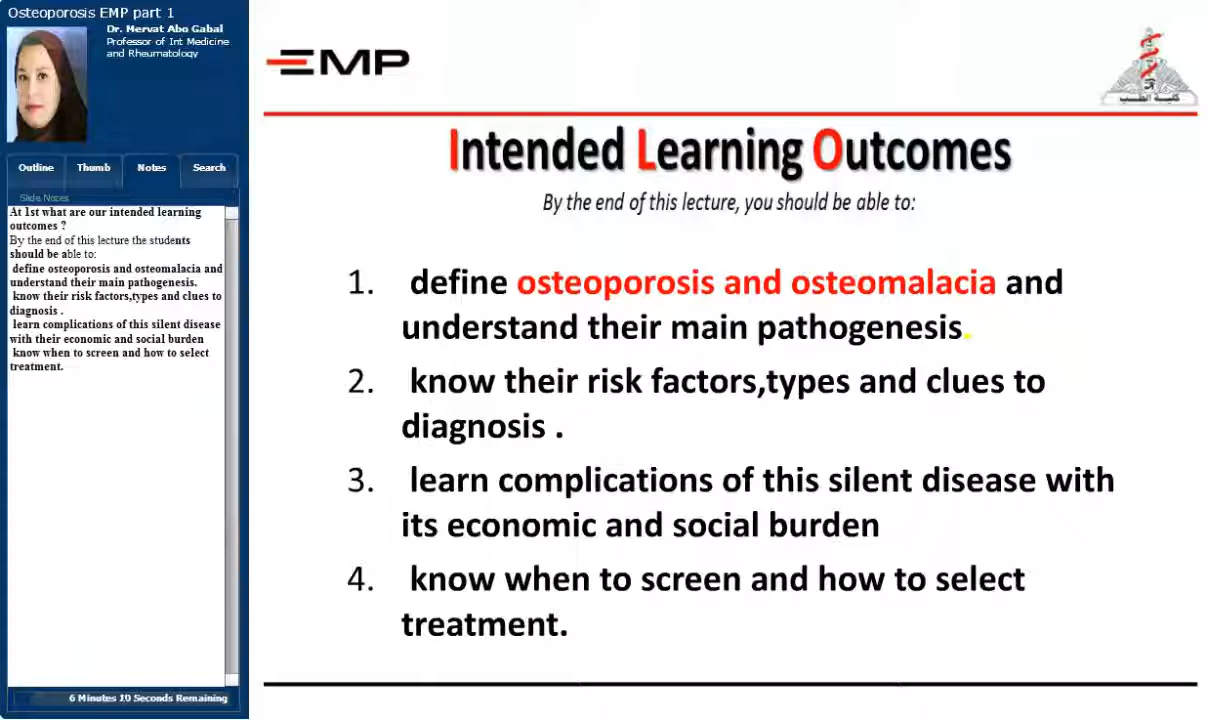 Osteoporosis EMP part 1
Dr. Mervat Abo Gabal
Professor of Int Medicine
and Rheumatology
Outline
Thumb
Notes
Search
Slide Notes
At 1st what are our intended learning
outcomes ?
By the end of this lecture the students
should be able to:
define osteoporosis and osteomalacia and
understand their main pathogenesis.
know their risk factors,types and clues to
diagnosis .
learn complications of this silent disease
with their economic and social burden
know when to screen and how to select
treatment.
6 Minutes 10 Seconds Remaining
EMP
كلية الطب
Intended Learning Outcomes
By the end of this lecture, you should be able to:
1. define osteoporosis and osteomalacia and
understand their main pathogenesis.
2. know their risk factors,types and clues to
diagnosis .
3. learn complications of this silent disease with
its economic and social burden
4. know when to screen and how to select
treatment.